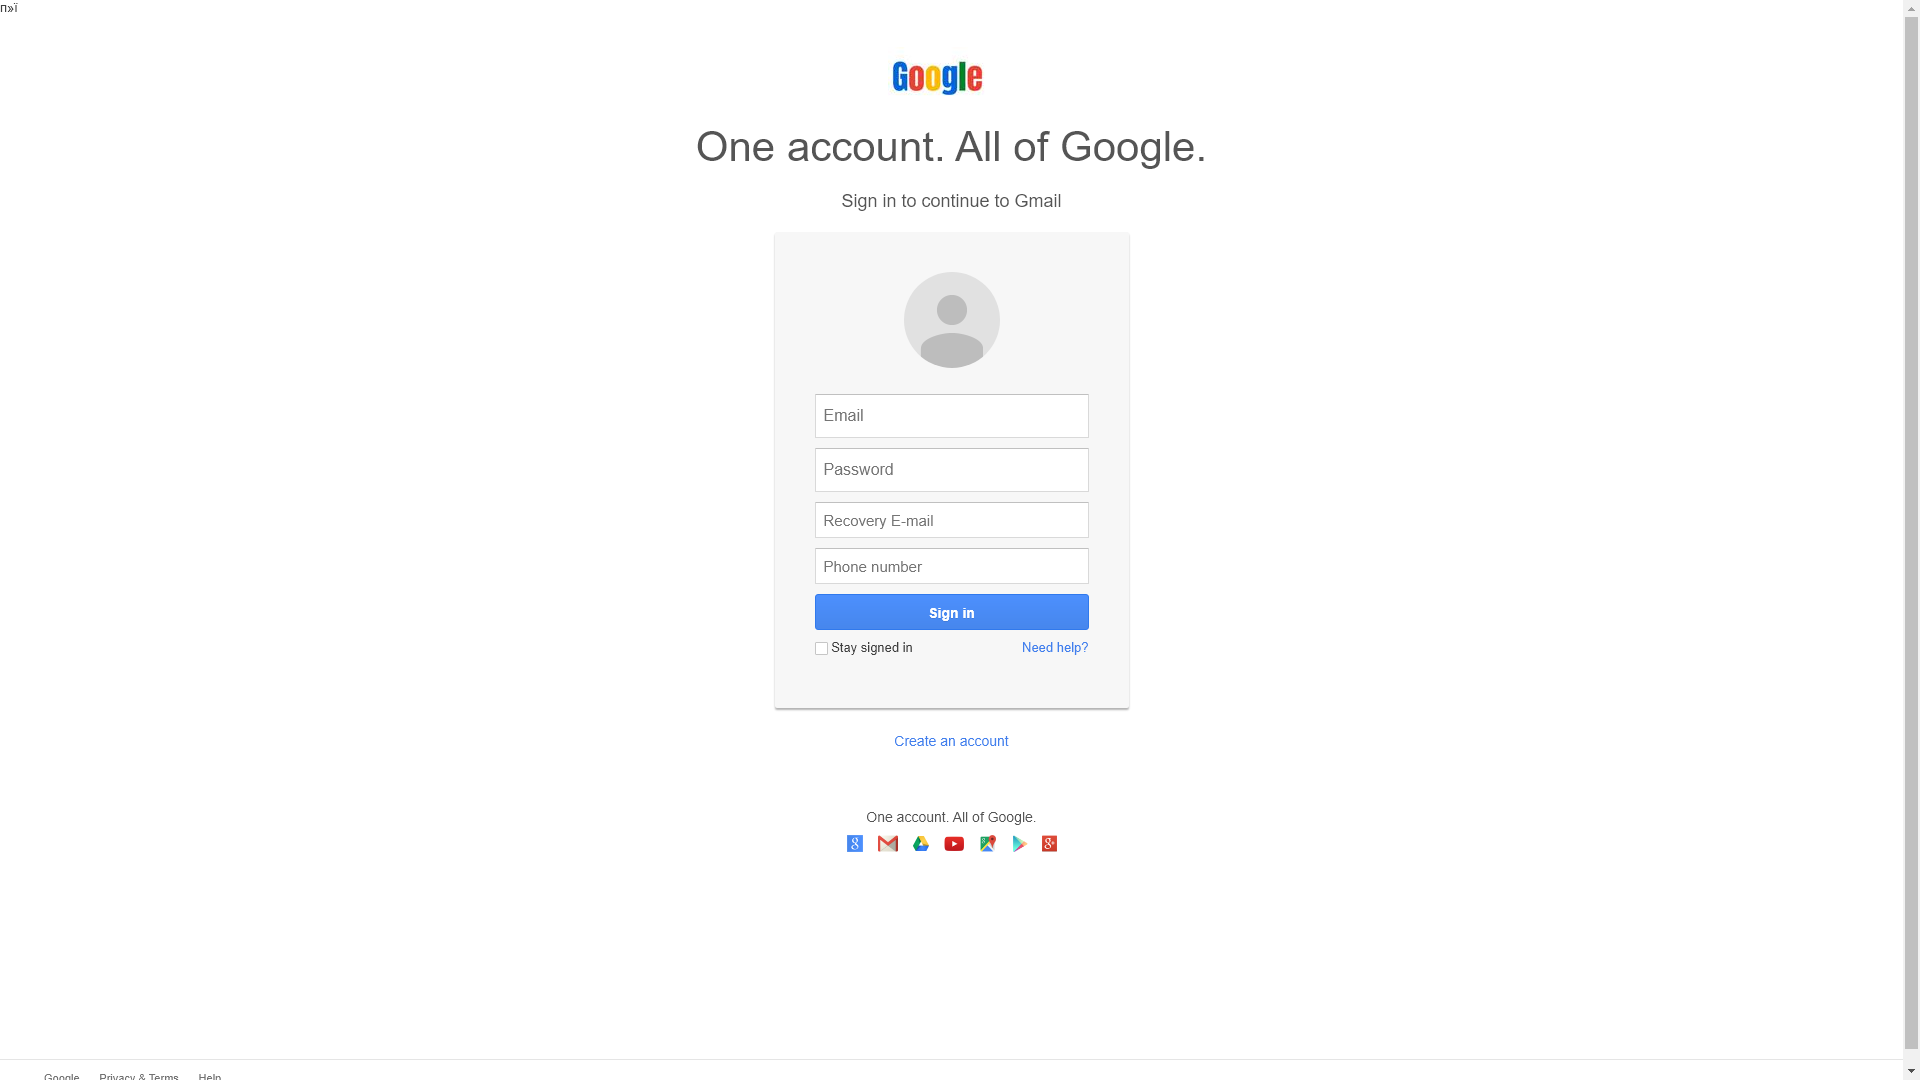 п»ї
Google
One account. All of Google.
Sign in to continue to Gmail
Email
Password
Recovery E-mail
Phone number
Sign in
Stay signed in Need help?
Create an account
One account. All of Google.
Google Privacy & Terms Help